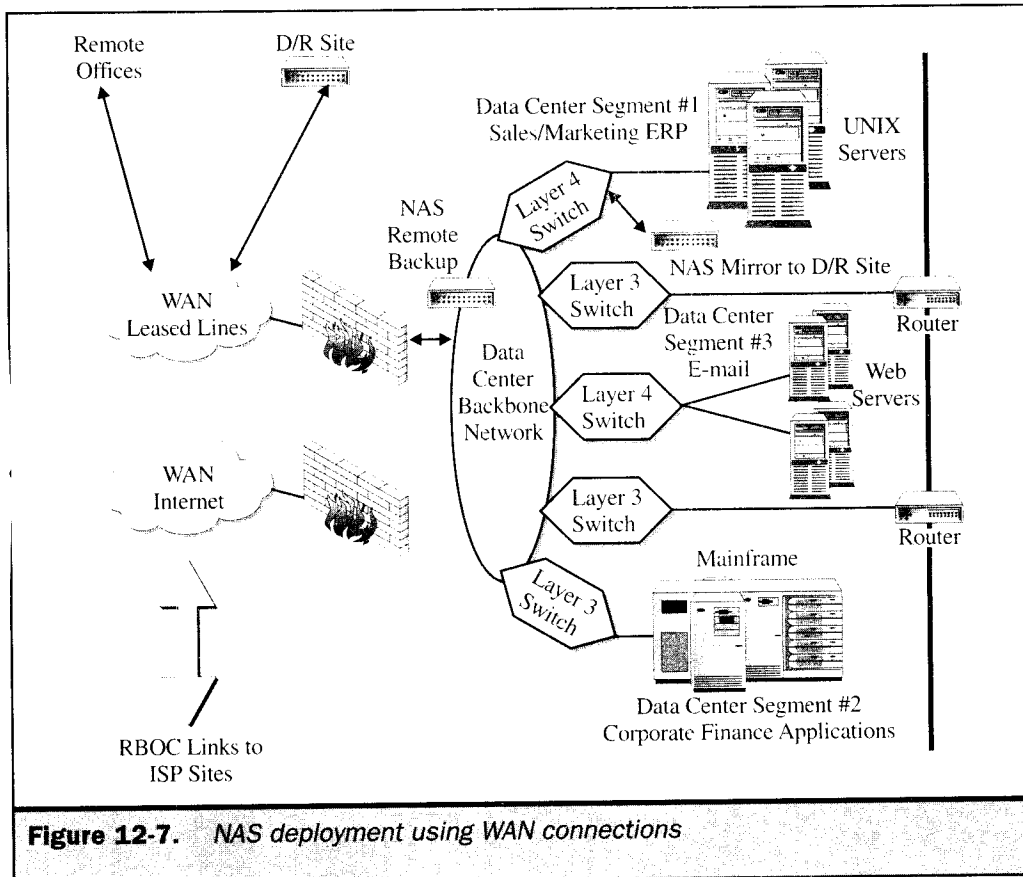 Remote
Offices
D/R Site
Data Center Segment #1
Sales/Marketing ERP
UNIX
Servers
Layer 4
Switch
NAS
Remote
Backup
NAS Mirror to D/R Site
Layer 3
Switch
Router
WAN
Leased Lines
Data Center
Segment #3
E-mail
Data
Center
Backbone
Network
Layer 4
Switch
Web
Servers
WAN
Internet
Layer 3
Switch
Router
Mainframe
Layer 3
Switch
Data Center Segment #2
Corporate Finance Applications
RBOC Links to
ISP Sites
Figure 12-7. NAS deployment using WAN connections